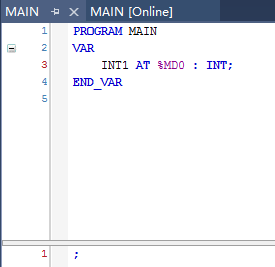 MAIN MAIN [Online]
1 PROGRAM MAIN
2 VAR
3 INT1 AT %MD0 : INT;
4 END_VAR
5
1 ;